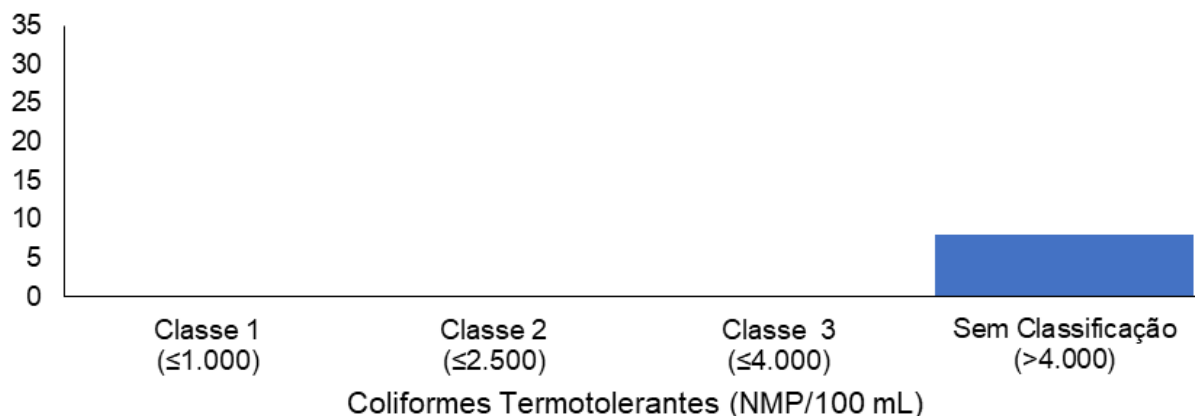 35
30
25
20
15
10
5
0
Classe 1
(≤1.000)
Classe 2
(≤2.500)
Classe 3
(≤4.000)
Sem Classificação
(>4.000)
Coliformes Termotolerantes (NMP/100 mL)